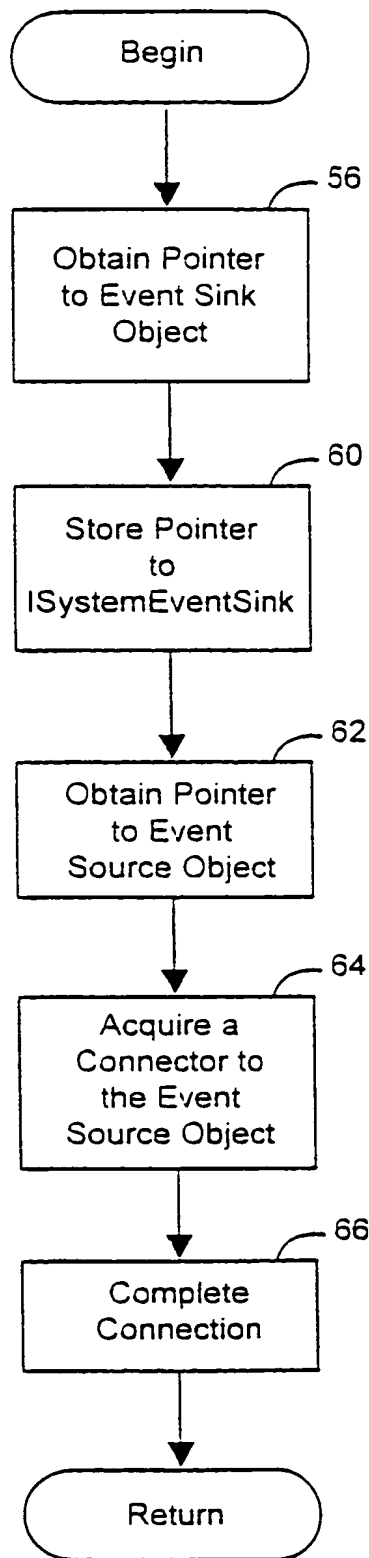 Begin
56
Obtain Pointer
to Event Sink
Object
60
Store Pointer
to
ISystemEventSink
62
Obtain Pointer
to Event
Source Object
64
Acquire a
Connector to
the Event
Source Object
66
Complete
Connection
Return